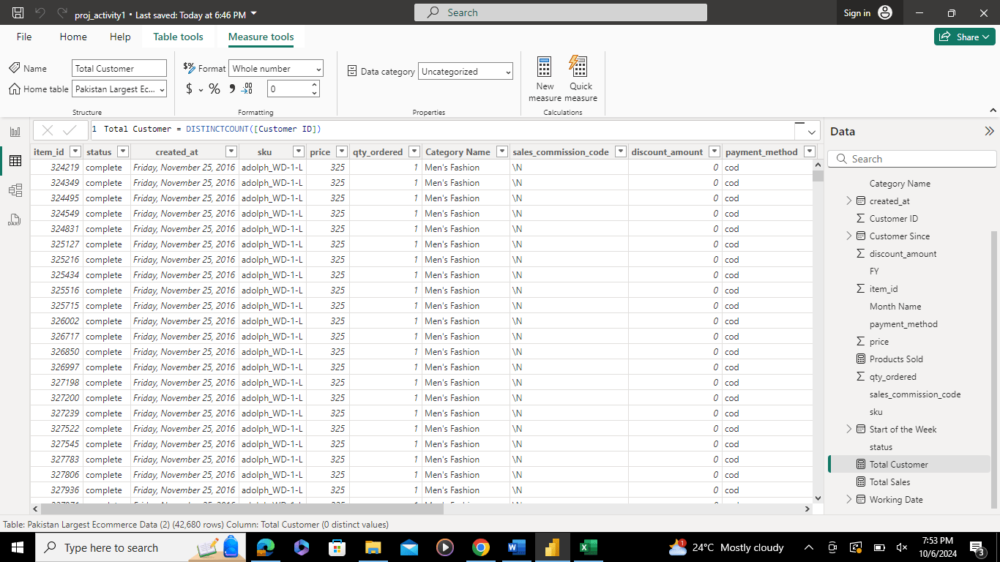 proj_activity1 • Last saved: Today at 6:46 PM
Search
Sign in
File Home Help Table tools Measure tools
Share
Name Total Customer
Home table Pakistan Largest Ec...
Structure
$% Format Whole number
$ % 9 .00 0
Formatting
Data category Uncategorized
Properties
New measure
Quick measure
Calculations
1 Total Customer = DISTINCTCOUNT([Customer ID])
item_id status created_at sku price qty_ordered Category Name sales_commission_code discount_amount payment_method
324219 complete Friday, November 25, 2016 adolph_WD-1-L 325 1 Men's Fashion \N 0 cod
324349 complete Friday, November 25, 2016 adolph_WD-1-L 325 1 Men's Fashion \N 0 cod
324495 complete Friday, November 25, 2016 adolph_WD-1-L 325 1 Men's Fashion \N 0 cod
324549 complete Friday, November 25, 2016 adolph_WD-1-L 325 1 Men's Fashion \N 0 cod
324831 complete Friday, November 25, 2016 adolph_WD-1-L 325 1 Men's Fashion \N 0 cod
325127 complete Friday, November 25, 2016 adolph_WD-1-L 325 1 Men's Fashion \N 0 cod
325216 complete Friday, November 25, 2016 adolph_WD-1-L 325 1 Men's Fashion \N 0 cod
325434 complete Friday, November 25, 2016 adolph_WD-1-L 325 1 Men's Fashion \N 0 cod
325516 complete Friday, November 25, 2016 adolph_WD-1-L 325 1 Men's Fashion \N 0 cod
325715 complete Friday, November 25, 2016 adolph_WD-1-L 325 1 Men's Fashion \N 0 cod
326002 complete Friday, November 25, 2016 adolph_WD-1-L 325 1 Men's Fashion \N 0 cod
326717 complete Friday, November 25, 2016 adolph_WD-1-L 325 1 Men's Fashion \N 0 cod
326850 complete Friday, November 25, 2016 adolph_WD-1-L 325 1 Men's Fashion \N 0 cod
326997 complete Friday, November 25, 2016 adolph_WD-1-L 325 1 Men's Fashion \N 0 cod
327198 complete Friday, November 25, 2016 adolph_WD-1-L 325 1 Men's Fashion \N 0 cod
327200 complete Friday, November 25, 2016 adolph_WD-1-L 325 1 Men's Fashion \N 0 cod
327239 complete Friday, November 25, 2016 adolph_WD-1-L 325 1 Men's Fashion \N 0 cod
327522 complete Friday, November 25, 2016 adolph_WD-1-L 325 1 Men's Fashion \N 0 cod
327545 complete Friday, November 25, 2016 adolph_WD-1-L 325 1 Men's Fashion \N 0 cod
327783 complete Friday, November 25, 2016 adolph_WD-1-L 325 1 Men's Fashion \N 0 cod
327806 complete Friday, November 25, 2016 adolph_WD-1-L 325 1 Men's Fashion \N 0 cod
327936 complete Friday, November 25, 2016 adolph_WD-1-L 325 1 Men's Fashion \N 0 cod
Data
Search
Category Name
created_at
Customer ID
Customer Since
discount_amount
FY
item_id
Month Name
payment_method
price
Products Sold
qty_ordered
sales_commission_code
sku
Start of the Week
status
Total Customer
Total Sales
Working Date
Table: Pakistan Largest Ecommerce Data (2) (42,680 rows) Column: Total Customer (0 distinct values)
Type here to search
1
24°C Mostly cloudy
7:53 PM
10/6/2024
3